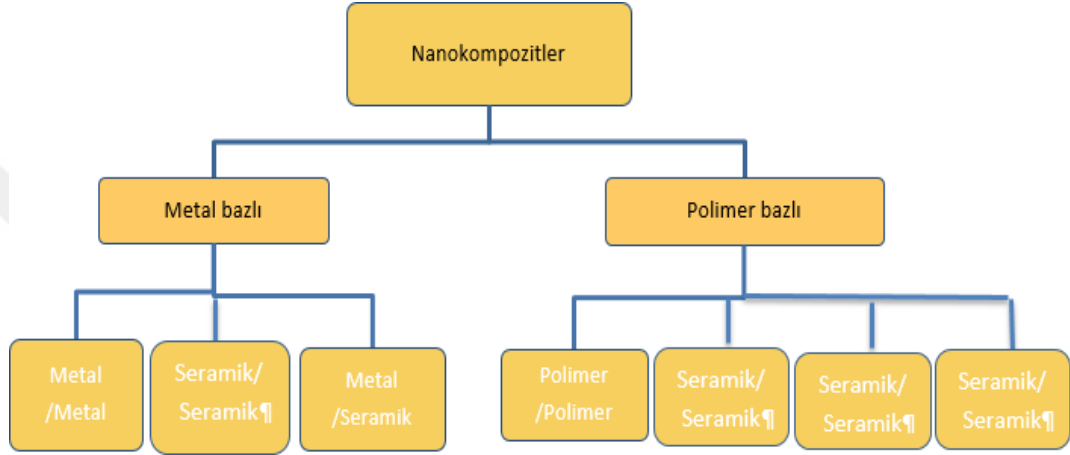 Nanokompozitler
Metal bazlı
Polimer bazlı
Metal
/Metal
Seramik/
Seramik¶
Metal
/Seramik
Polimer
/Polimer
Seramik/
Seramik¶
Seramik/
Seramik¶
Seramik/
Seramik¶